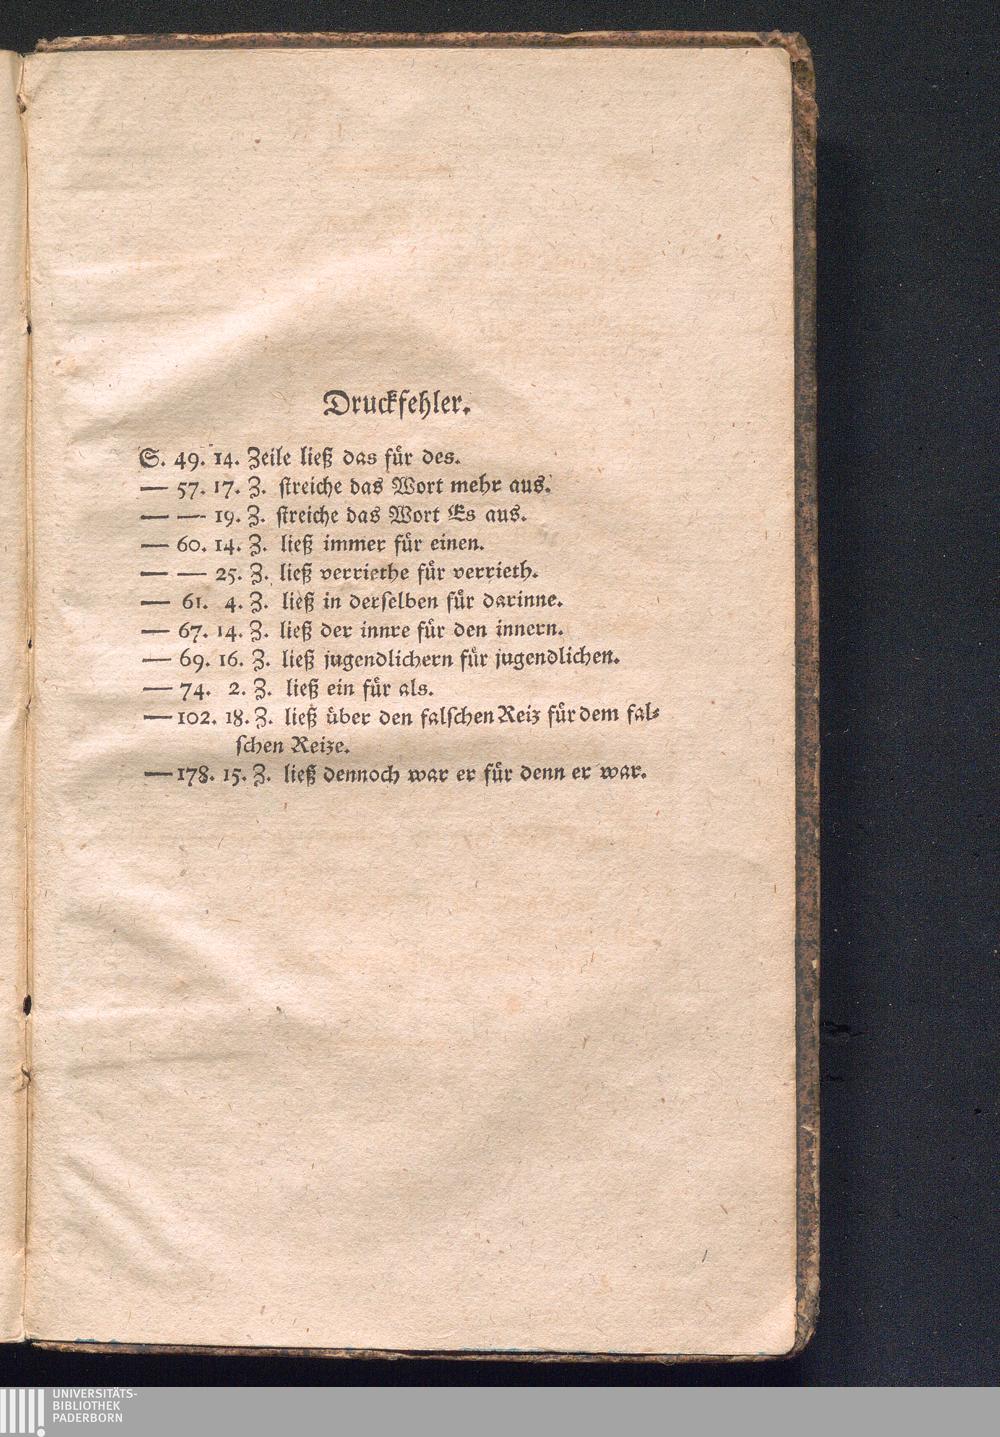 Druckfehler.
S. 49. 14. Zeile ließ das für des.
— 57. 17. Z. streiche das Wort mehr aus.
— — 19. Z. streiche das Wort Es aus.
— 60. 14. Z. ließ immer für einen.
— — 25. Z. ließ verriethe für verrieth.
— 61. 4. Z. ließ in derselben für darinne.
— 67. 14. Z. ließ der innre für den innern.
— 69. 16. Z. ließ jugendlichern für jugendlichen.
— 74. 2. Z. ließ ein für als.
— 102. 18. Z. ließ über den falschen Reiz für dem fal-
schen Reize.
— 178. 15. Z. ließ dennoch war er für denn er war.
UNIVERSITÄTS-
BIBLIOTHEK
PADERBORN